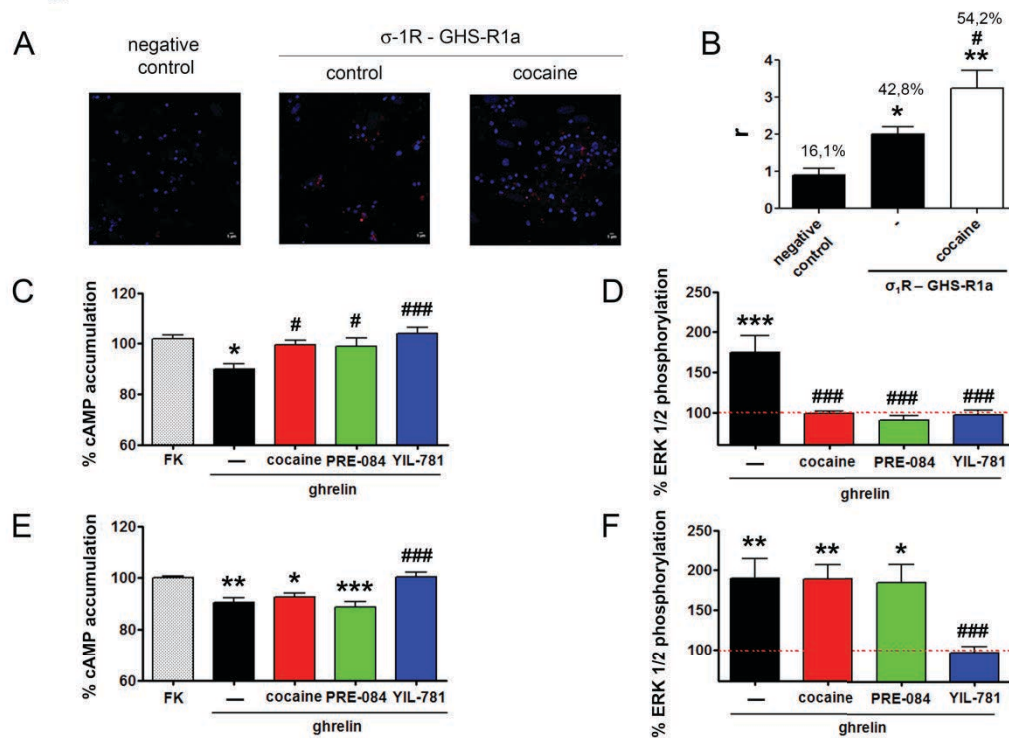 A
negative
control
σ-1R - GHS-R1a
control
cocaine
B
r
4
3
2
1
0
16,1%
42,8%
*
54,2%
#
**
negative
control
-
cocaine
σ₁R – GHS-R1a
C
% cAMP accumulation
120
100
80
60
*
#
#
###
FK
—
cocaine
PRE-084
YIL-781
ghrelin
D
% ERK 1/2 phosphorylation
250
200
150
100
***
###
###
###
—
cocaine
PRE-084
YIL-781
ghrelin
E
% cAMP accumulation
120
100
80
60
**
*
***
###
FK
—
cocaine
PRE-084
YIL-781
ghrelin
F
% ERK 1/2 phosphorylation
250
200
150
100
**
**
*
###
—
cocaine
PRE-084
YIL-781
ghrelin